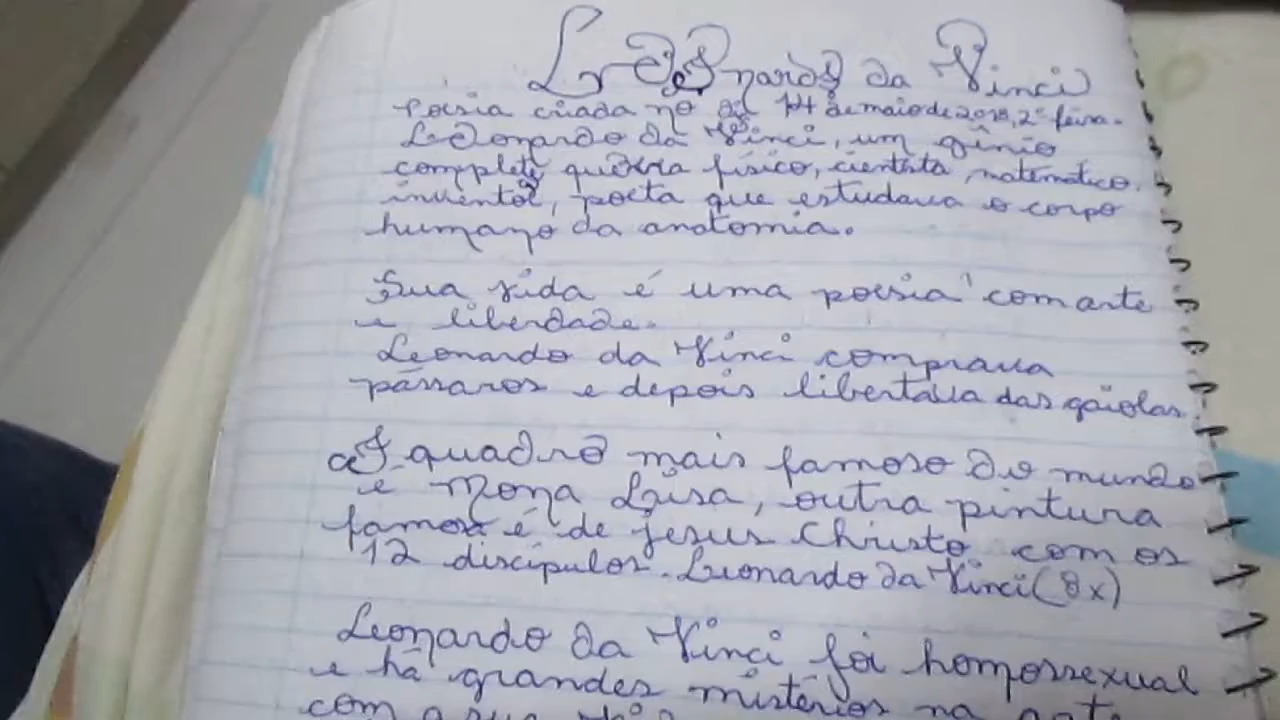 Leonardo da Vinci
Poesia criada no dia 14 de maio de 2018, 2ª feira.
Leonardo da Vinci, um gênio
completo que era físico, cientista, matemático,
inventor, poeta que estudava o corpo
humano da anatomia.
Sua vida é uma poesia com arte
e liberdade.
Leonardo da Vinci comprava
pássaros e depois libertava das gaiolas.
quadro mais famoso do mundo
é Mona Lisa, outra pintura
famosa é de Jesus Christo com os
12 discípulos. Leonardo da Vinci (8x)
Leonardo da Vinci foi homossexual
e há grandes mistérios na arte
com a sua